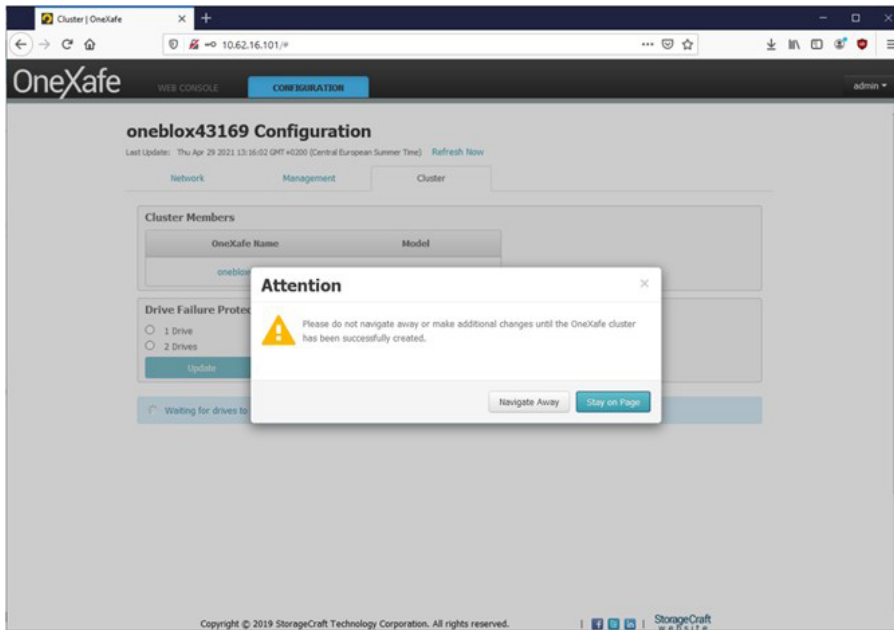 Cluster | OneXafe
10.62.16.101/#
OneXafe
WEB CONSOLE
CONFIGURATION
admin
oneblox43169 Configuration
Last Update: Thu Apr 29 2021 13:16:02 GMT+0200 (Central European Summer Time) Refresh Now
Network
Management
Cluster
Cluster Members
OneXafe Name
Model
oneblox
Drive Failure Protec
1 Drive
2 Drives
Update
Waiting for drives to
Attention
Please do not navigate away or make additional changes until the OneXafe cluster
has been successfully created.
Navigate Away
Stay on Page
Copyright © 2019 StorageCraft Technology Corporation. All rights reserved.
StorageCraft
website